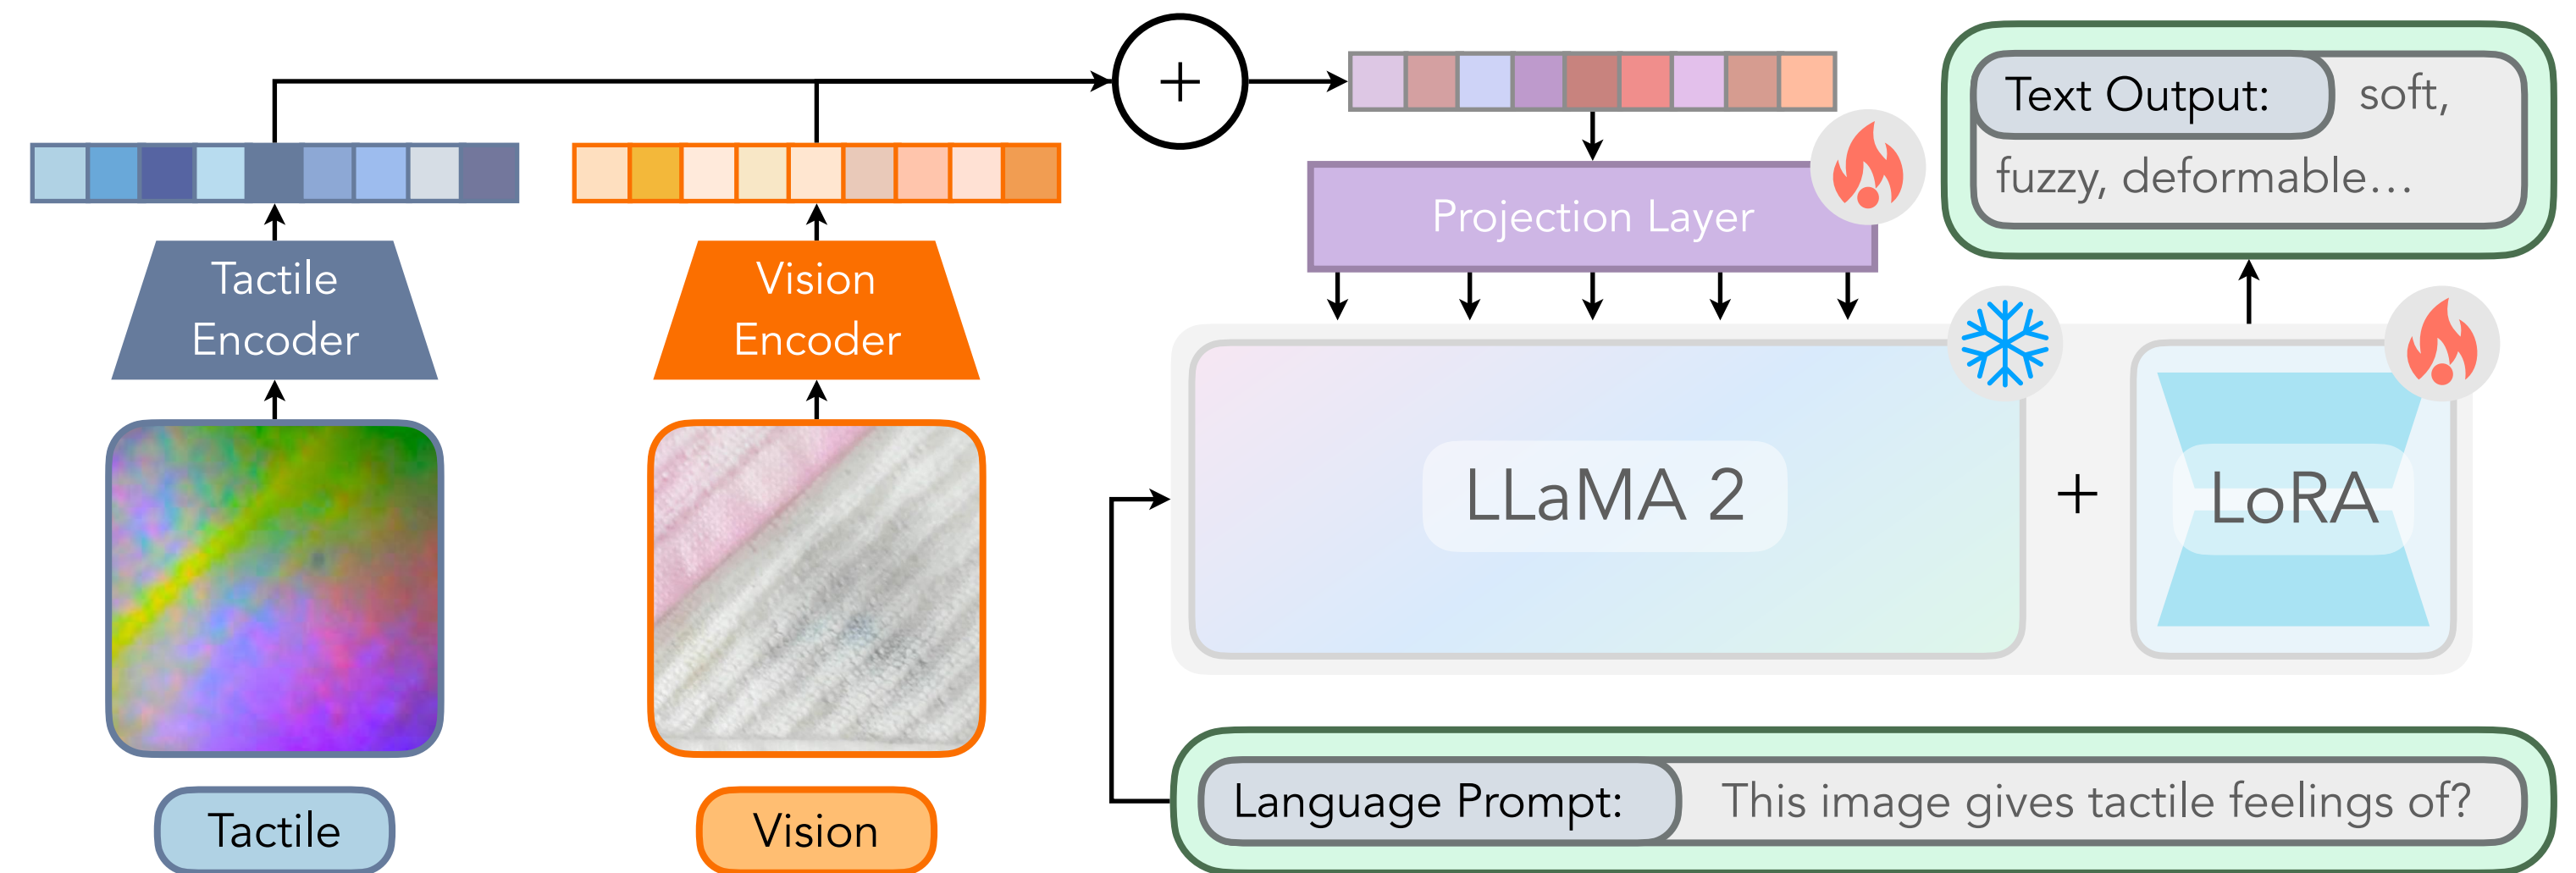 Tactile
Encoder
Tactile
Vision
Encoder
Vision
+
Projection Layer
Text Output: soft,
fuzzy, deformable...
LLaMA 2
+
LoRA
Language Prompt: This image gives tactile feelings of?